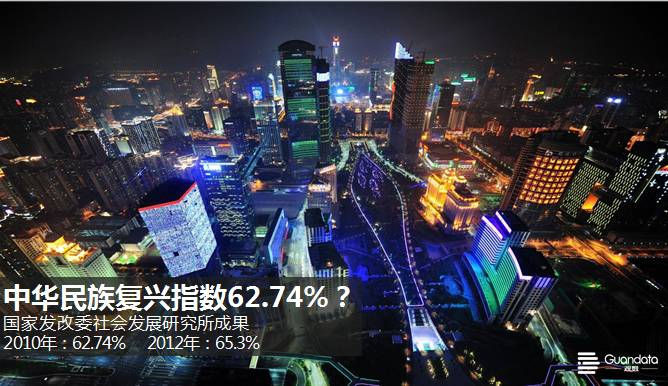 中华民族复兴指数62.74%？
国家发改委社会发展研究所成果
2010年：62.74% 2012年：65.3%
Guandata
观数